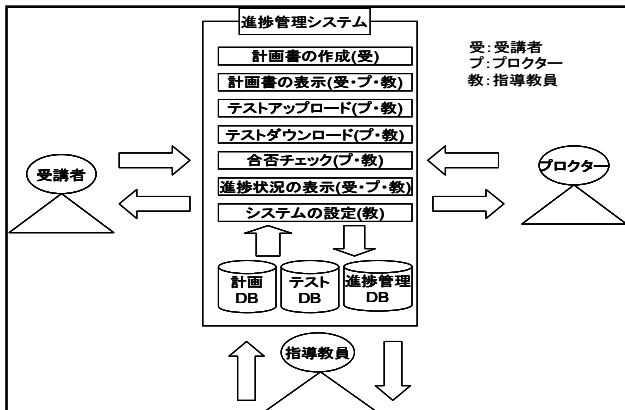 進捗管理システム
計画書の作成(受)
計画書の表示(受・プ・教)
テストアップロード(プ・教)
テストダウンロード(プ・教)
合否チェック(プ・教)
進捗状況の表示(受・プ・教)
システムの設定(教)
計画
DB
テスト
DB
進捗管理
DB
受:受講者
プ:プロクター
教:指導教員
受講者
プロクター
指導教員